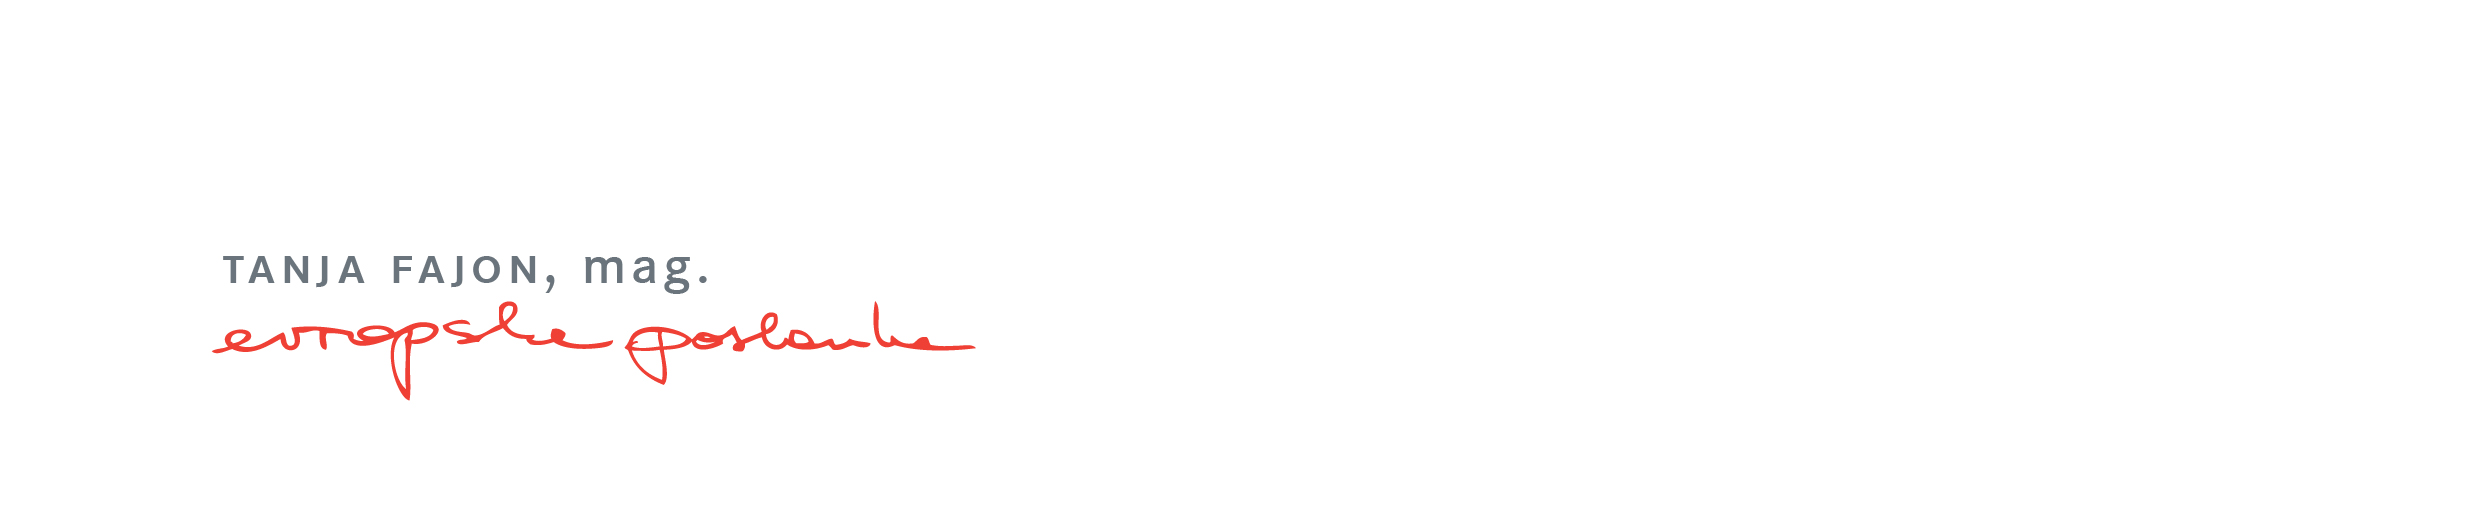 TANJA FAJON, mag.
evropska poslanka